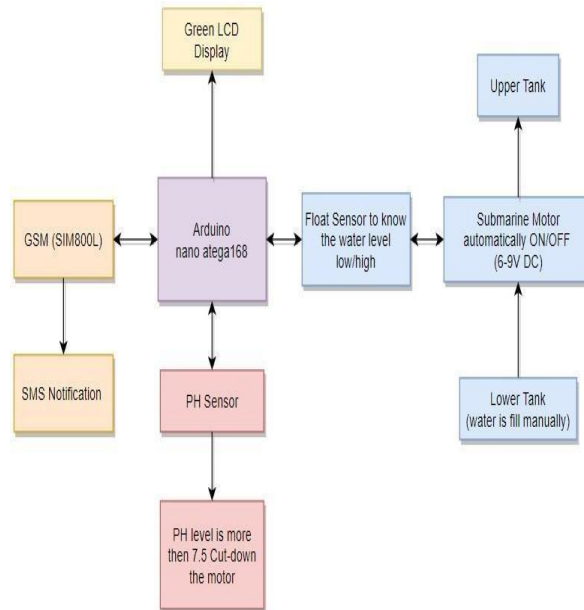 Green LCD
Display
Upper Tank
GSM (SIM800L)
Arduino
nano atega168
Float Sensor to know
the water level
low/high
Submarine Motor
automatically ON/OFF
(6-9V DC)
SMS Notification
PH Sensor
Lower Tank
(water is fill manually)
PH level is more
then 7.5 Cut-down
the motor